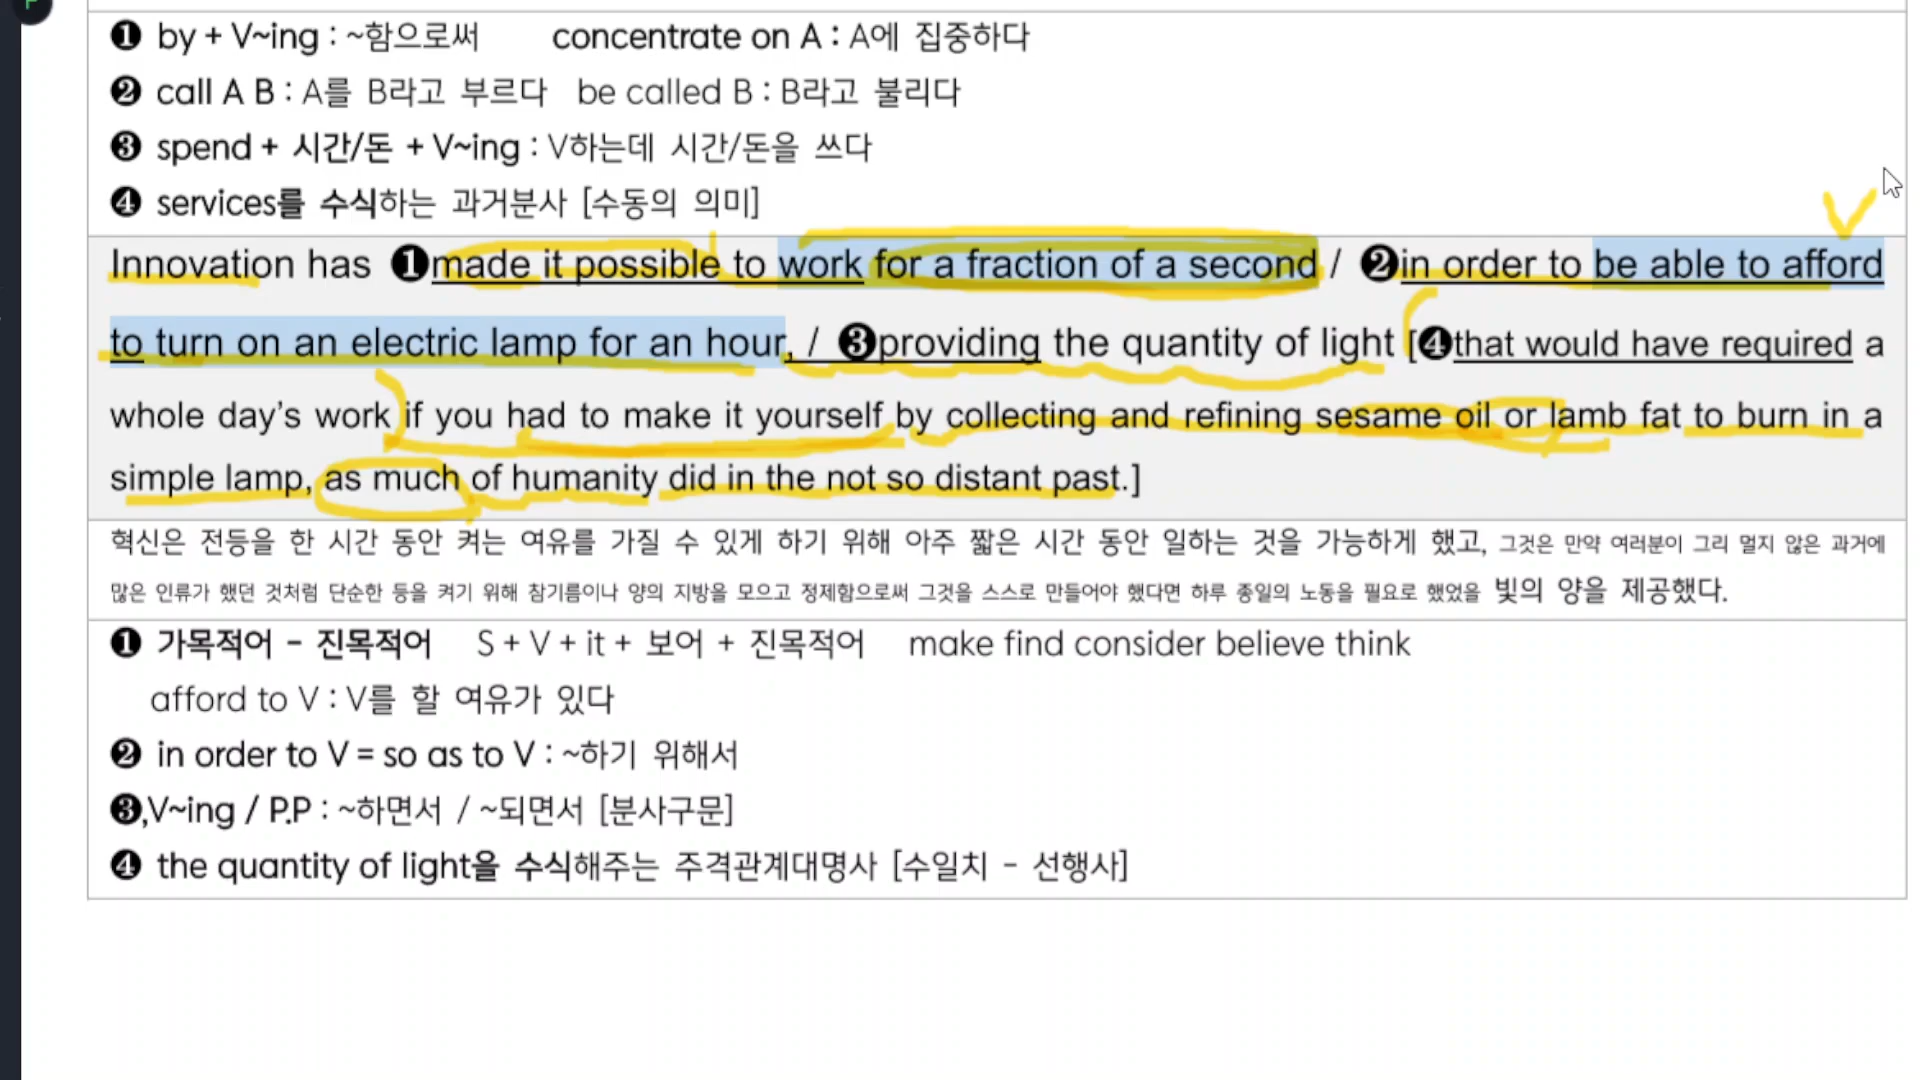 ❶ by + V~ing : ~함으로써 concentrate on A : A에 집중하다
❷ call A B : A를 B라고 부르다 be called B : B라고 불리다
❸ spend + 시간/돈 + V~ing : V하는데 시간/돈을 쓰다
❹ services를 수식하는 과거분사 [수동의 의미]
Innovation has ❶made it possible to work for a fraction of a second / ❷in order to be able to afford
to turn on an electric lamp for an hour, / ❸providing the quantity of light [❹that would have required a
whole day's work if you had to make it yourself by collecting and refining sesame oil or lamb fat to burn in a
simple lamp, as much of humanity did in the not so distant past.]
혁신은 전등을 한 시간 동안 켜는 여유를 가질 수 있게 하기 위해 아주 짧은 시간 동안 일하는 것을 가능하게 했고, 그것은 만약 여러분이 그리 멀지 않은 과거에
많은 인류가 했던 것처럼 단순한 등을 켜기 위해 참기름이나 양의 지방을 모으고 정제함으로써 그것을 스스로 만들어야 했다면 하루 종일의 노동을 필요로 했었을 빛의 양을 제공했다.
❶ 가목적어 - 진목적어 S + V + it + 보어 + 진목적어 make find consider believe think
afford to V : V를 할 여유가 있다
❷ in order to V = so as to V : ~하기 위해서
❸,V~ing / P.P : ~하면서 / ~되면서 [분사구문]
❹ the quantity of light을 수식해주는 주격관계대명사 [수일치 - 선행사]